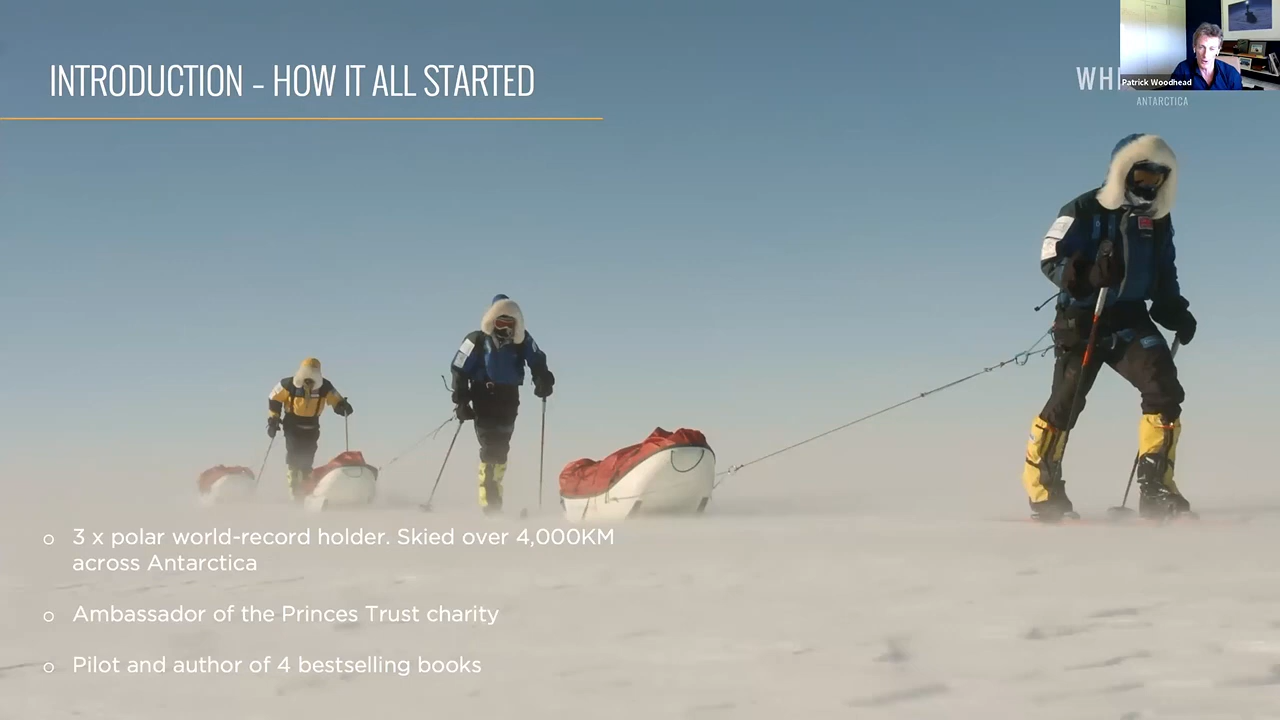 INTRODUCTION – HOW IT ALL STARTED
Patrick Woodhead
ANTARCTICA
o 3 x polar world-record holder. Skied over 4,000KM
across Antarctica
o Ambassador of the Princes Trust charity
o Pilot and author of 4 bestselling books